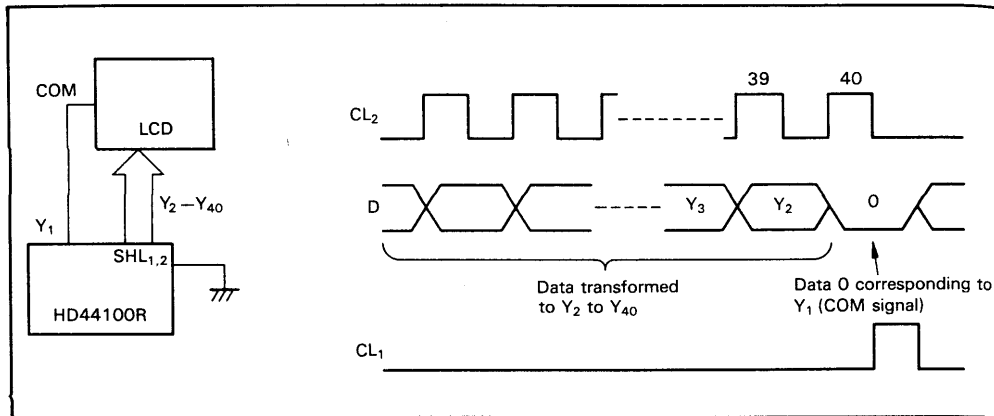 COM
LCD
Y1
Y2–Y40
SHL1,2
HD44100R
39
40
CL2
D
Y3
Y2
0
Data transformed
to Y2 to Y40
Data 0 corresponding to
Y1 (COM signal)
CL1